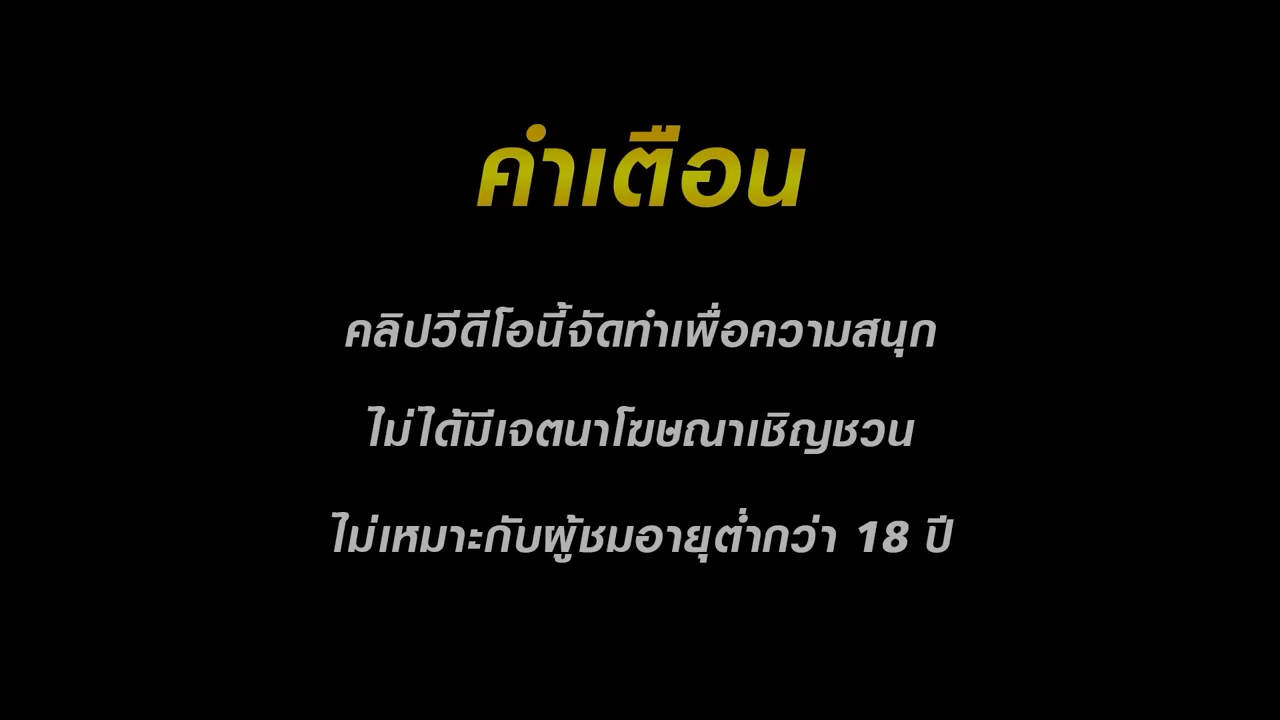 คำเตือน
คลิปวีดีโอนี้จัดทำเพื่อความสนุก
ไม่ได้มีเจตนาโฆษณาเชิญชวน
ไม่เหมาะกับผู้ชมอายุต่ำกว่า 18 ปี